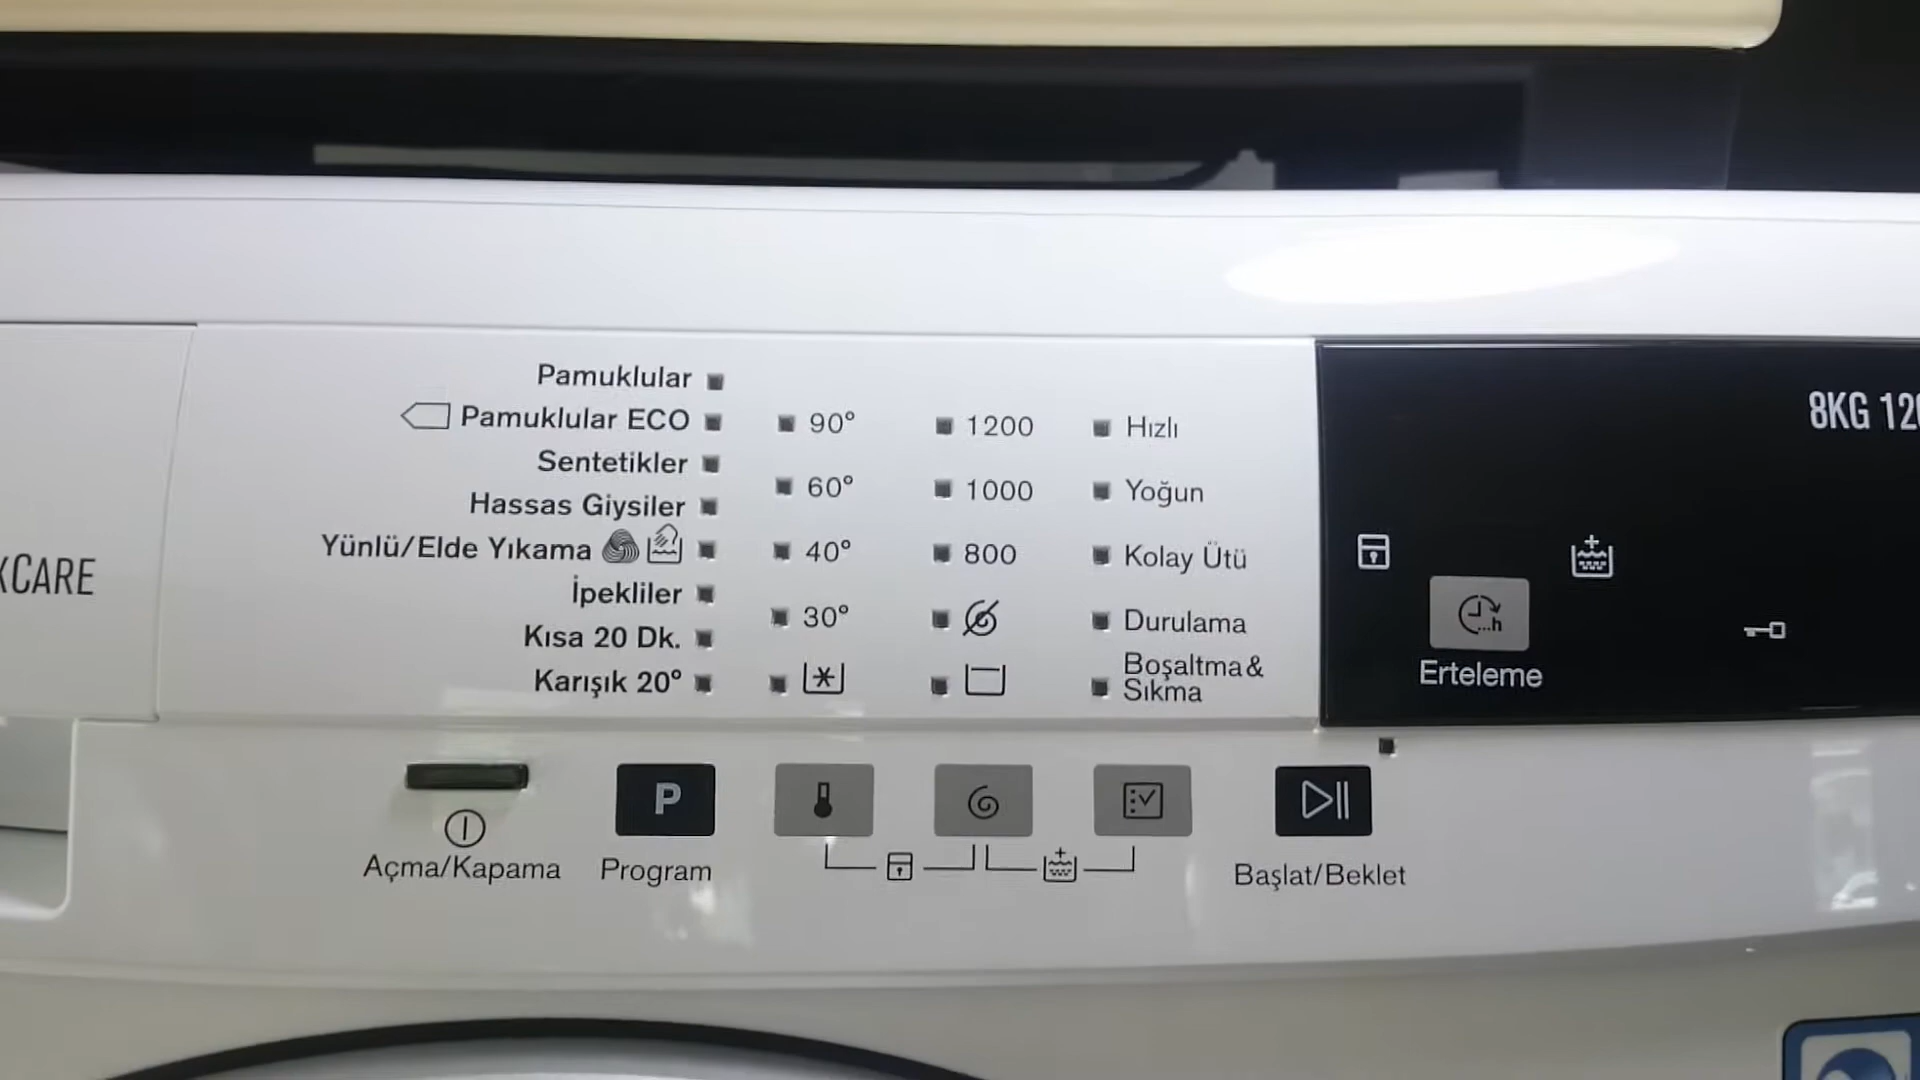 Pamuklular
Pamuklular ECO
Sentetikler
Hassas Giysiler
Yünlü/Elde Yıkama
İpekliler
Kısa 20 Dk.
Karışık 20°
90°
60°
40°
30°
1200
1000
800
Hızlı
Yoğun
Kolay Ütü
Durulama
Boşaltma&
Sıkma
8KG
...h
Erteleme
CARE
P
Açma/Kapama
Program
Başlat/Beklet